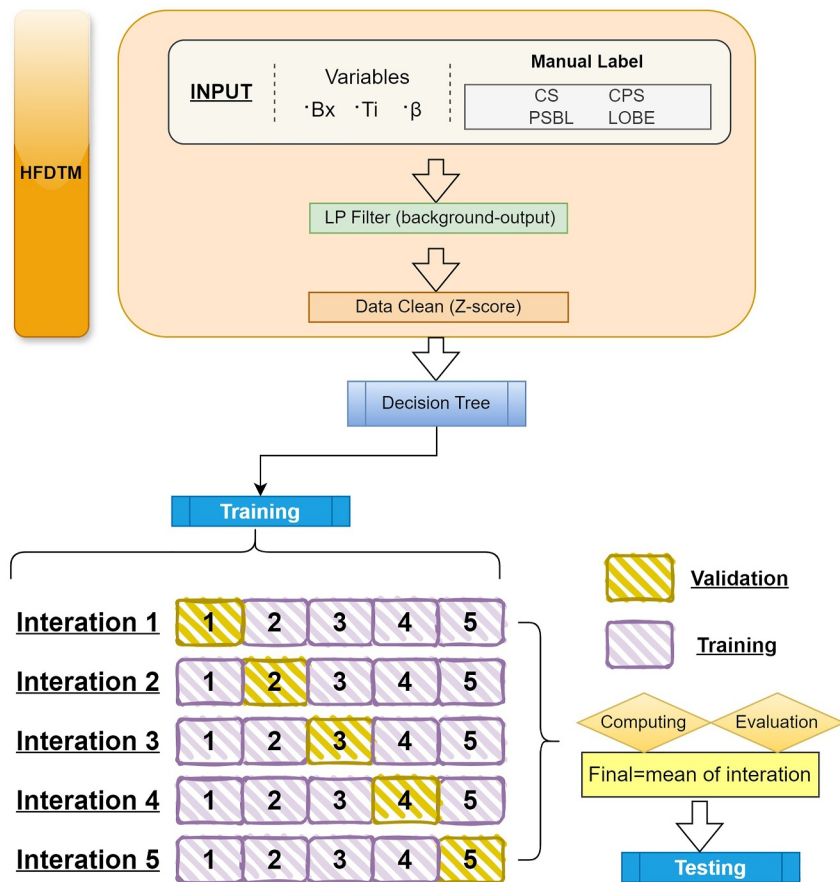 HFDTM
INPUT
Variables
·Bx ·Ti ·β
Manual Label
CS CPS
PSBL LOBE
LP Filter (background-output)
Data Clean (Z-score)
Decision Tree
Training
Interation 1 1 2 3 4 5
Interation 2 1 2 3 4 5
Interation 3 1 2 3 4 5
Interation 4 1 2 3 4 5
Interation 5 1 2 3 4 5
Validation
Training
Computing Evaluation
Final=mean of interation
Testing